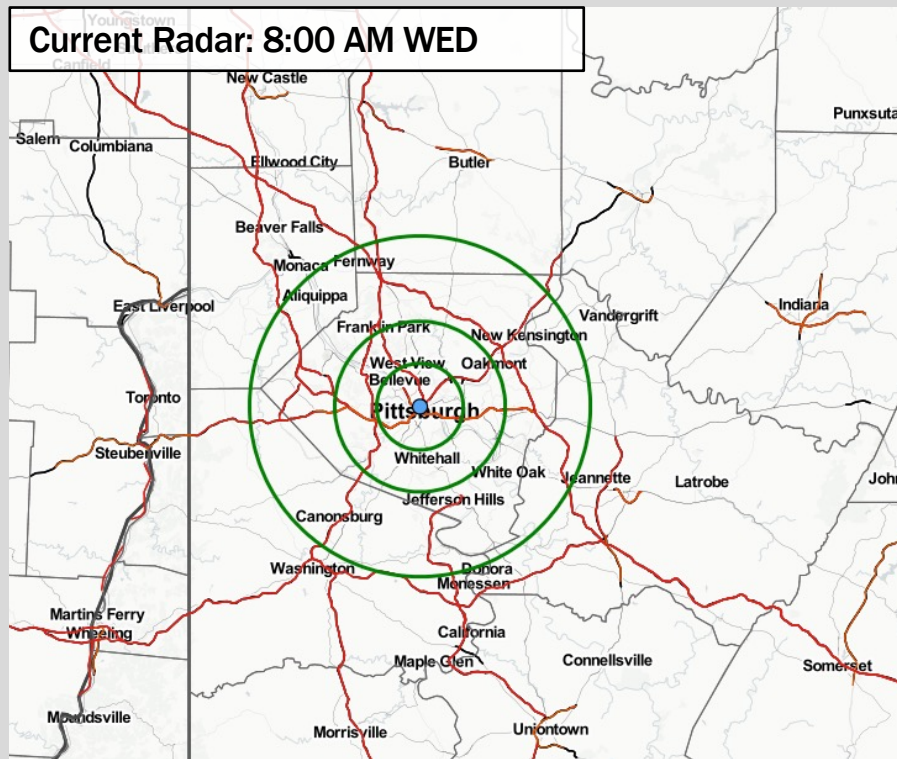 Current Radar: 8:00 AM WED
Youngstown
Canfield
New Castle
Punxsuta
Salem
Columbiana
Ellwood City
Butler
Beaver Falls
Monaca
Fernway
Aliquippa
East Liverpool
Indiana
Vandergrift
Franklin Park
New Kensington
West View
Oakmont
Bellevue
Toronto
Pittsburgh
Steubenville
Whitehall
White Oak
Jeannette
Latrobe
John
Jefferson Hills
Canonsburg
Washington
Donora
Monessen
Martins Ferry
Wheeling
California
Maple Glen
Connellsville
Somerset
Moundsville
Morrisville
Uniontown